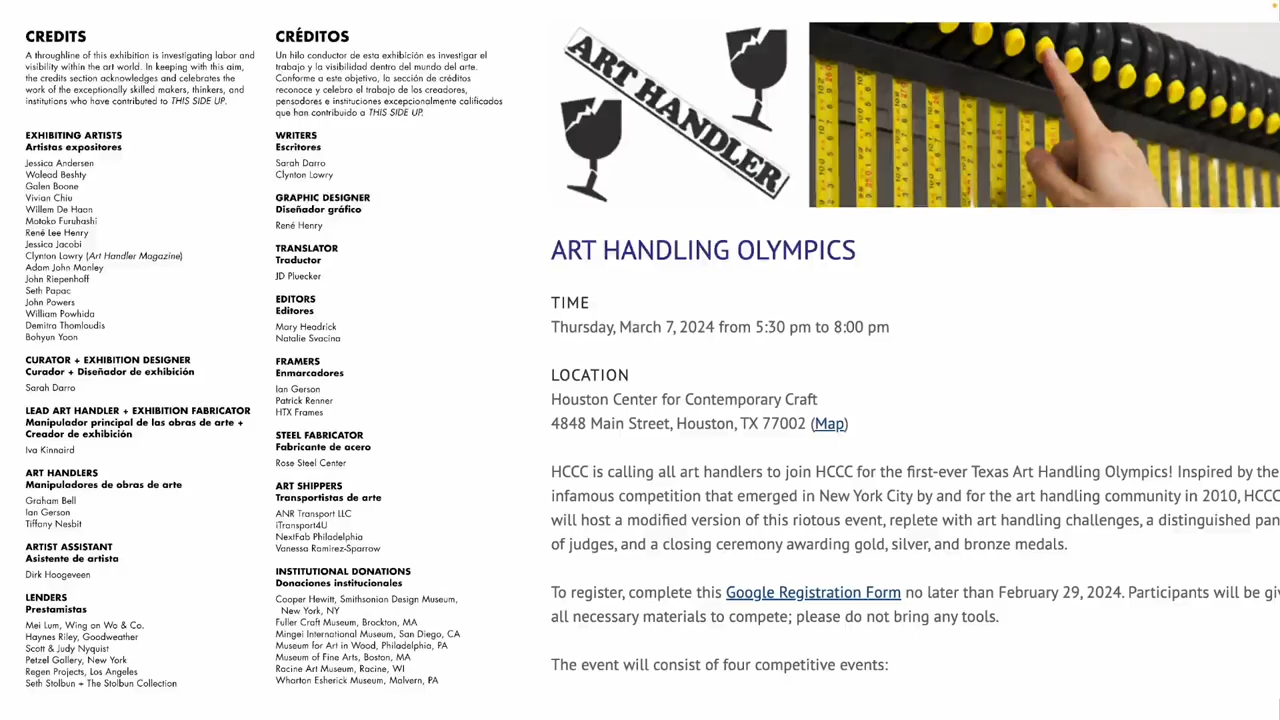 CREDITS
A throughline of this exhibition is investigating labor and
visibility within the art world. In keeping with this aim,
the credits section acknowledges and celebrates the
work of the exceptionally skilled makers, thinkers, and
institutions who have contributed to THIS SIDE UP.
EXHIBITING ARTISTS
Artistas expositores
Jessica Andersen
Walead Beshty
Galen Boone
Vivian Chiu
Willem De Haan
Motoko Furuhashi
René Lee Henry
Jessica Jacobi
Clynton Lowry (Art Handler Magazine)
Adam John Manley
John Riepenhoff
Seth Papac
John Powers
William Powhida
Demitra Thomloudis
Bohyun Yoon
CURATOR + EXHIBITION DESIGNER
Curador + Diseñador de exhibición
Sarah Darro
LEAD ART HANDLER + EXHIBITION FABRICATOR
Manipulador principal de las obras de arte +
Creador de exhibición
Iva Kinnaird
ART HANDLERS
Manipuladores de obras de arte
Graham Bell
Ian Gerson
Tiffany Nesbit
ARTIST ASSISTANT
Asistente de artista
Dirk Hoogeveen
LENDERS
Prestamistas
Mei Lum, Wing on Wo & Co.
Haynes Riley, Goodweather
Scott & Judy Nyquist
Petzel Gallery, New York
Regen Projects, Los Angeles
Seth Stolbun + The Stolbun Collection
CRÉDITOS
Un hilo conductor de esta exhibición es investigar el
trabajo y la visibilidad dentro del mundo del arte.
Conforme a este objetivo, la sección de créditos
reconoce y celebra el trabajo de los creadores,
pensadores e instituciones excepcionalmente calificados
que han contribuido a THIS SIDE UP.
WRITERS
Escritores
Sarah Darro
Clynton Lowry
GRAPHIC DESIGNER
Diseñador gráfico
René Henry
TRANSLATOR
Traductor
JD Pluecker
EDITORS
Editores
Mary Headrick
Natalie Svacina
FRAMERS
Enmarcadores
Ian Gerson
Patrick Renner
HTX Frames
STEEL FABRICATOR
Fabricante de acero
Rose Steel Center
ART SHIPPERS
Transportistas de arte
ANR Transport LLC
iTransport4U
NextFab Philadelphia
Vanessa Ramirez-Sparrow
INSTITUTIONAL DONATIONS
Donaciones institucionales
Cooper Hewitt, Smithsonian Design Museum,
New York, NY
Fuller Craft Museum, Brockton, MA
Mingei International Museum, San Diego, CA
Museum for Art in Wood, Philadelphia, PA
Museum of Fine Arts, Boston, MA
Racine Art Museum, Racine, WI
Wharton Esherick Museum, Malvern, PA
ART HANDLER
ART HANDLING OLYMPICS
TIME
Thursday, March 7, 2024 from 5:30 pm to 8:00 pm
LOCATION
Houston Center for Contemporary Craft
4848 Main Street, Houston, TX 77002 (Map)
HCCC is calling all art handlers to join HCCC for the first-ever Texas Art Handling Olympics! Inspired by the
infamous competition that emerged in New York City by and for the art handling community in 2010, HCCC
will host a modified version of this riotous event, replete with art handling challenges, a distinguished pan
of judges, and a closing ceremony awarding gold, silver, and bronze medals.
To register, complete this Google Registration Form no later than February 29, 2024. Participants will be gi
all necessary materials to compete; please do not bring any tools.
The event will consist of four competitive events: